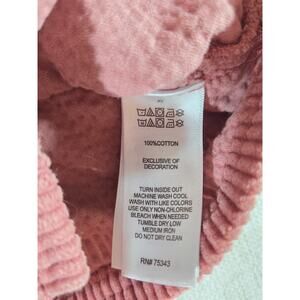 100%COTTON
EXCLUSIVE OF
DECORATION
TURN INSIDE OUT
MACHINE WASH COOL
WASH WITH LIKE COLORS
USE ONLY NON-CHLORINE
BLEACH WHEN NEEDED
TUMBLE DRY LOW
MEDIUM IRON
DO NOT DRY CLEAN
RN# 75343